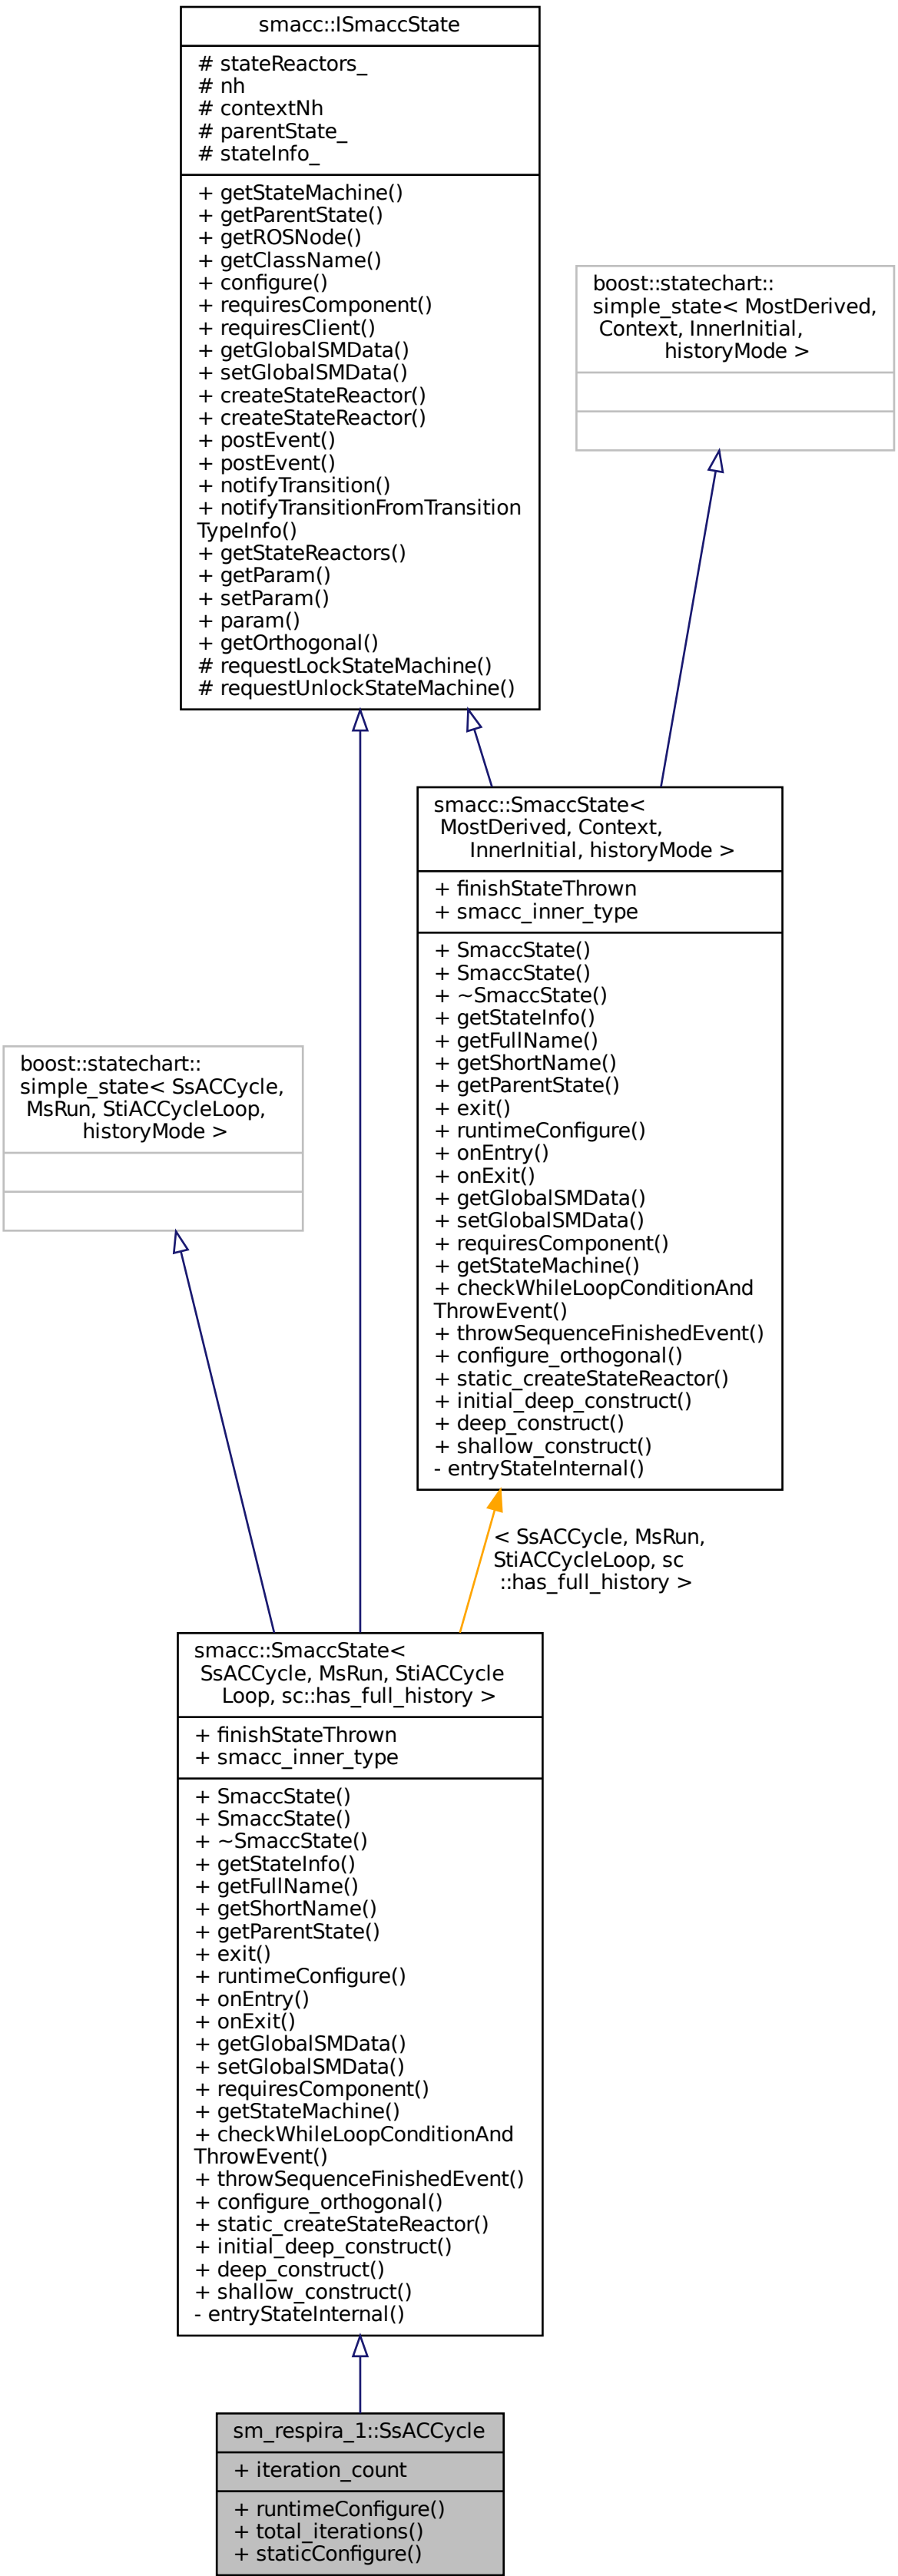 smacc::ISmaccState
# stateReactors_
# nh
# contextNh
# parentState_
# stateInfo_
+ getStateMachine()
+ getParentState()
+ getROSNode()
+ getClassName()
+ configure()
+ requiresComponent()
+ requiresClient()
+ getGlobalSMData()
+ setGlobalSMData()
+ createStateReactor()
+ createStateReactor()
+ postEvent()
+ postEvent()
+ notifyTransition()
+ notifyTransitionFromTransition
TypeInfo()
+ getStateReactors()
+ getParam()
+ setParam()
+ param()
+ getOrthogonal()
# requestLockStateMachine()
# requestUnlockStateMachine()
boost::statechart::
simple_state< MostDerived,
Context, InnerInitial,
historyMode >
smacc::SmaccState<
MostDerived, Context,
InnerInitial, historyMode >
+ finishStateThrown
+ smacc_inner_type
+ SmaccState()
+ SmaccState()
+ ~SmaccState()
+ getStateInfo()
+ getFullName()
+ getShortName()
+ getParentState()
+ exit()
+ runtimeConfigure()
+ onEntry()
+ onExit()
+ getGlobalSMData()
+ setGlobalSMData()
+ requiresComponent()
+ getStateMachine()
+ checkWhileLoopConditionAnd
ThrowEvent()
+ throwSequenceFinishedEvent()
+ configure_orthogonal()
+ static_createStateReactor()
+ initial_deep_construct()
+ deep_construct()
+ shallow_construct()
- entryStateInternal()
boost::statechart::
simple_state< SsACCycle,
MsRun, StiACCycleLoop,
historyMode >
< SsACCycle, MsRun,
StiACCycleLoop, sc
::has_full_history >
smacc::SmaccState<
SsACCycle, MsRun, StiACCycle
Loop, sc::has_full_history >
+ finishStateThrown
+ smacc_inner_type
+ SmaccState()
+ SmaccState()
+ ~SmaccState()
+ getStateInfo()
+ getFullName()
+ getShortName()
+ getParentState()
+ exit()
+ runtimeConfigure()
+ onEntry()
+ onExit()
+ getGlobalSMData()
+ setGlobalSMData()
+ requiresComponent()
+ getStateMachine()
+ checkWhileLoopConditionAnd
ThrowEvent()
+ throwSequenceFinishedEvent()
+ configure_orthogonal()
+ static_createStateReactor()
+ initial_deep_construct()
+ deep_construct()
+ shallow_construct()
- entryStateInternal()
sm_respira_1::SsACCycle
+ iteration_count
+ runtimeConfigure()
+ total_iterations()
+ staticConfigure()